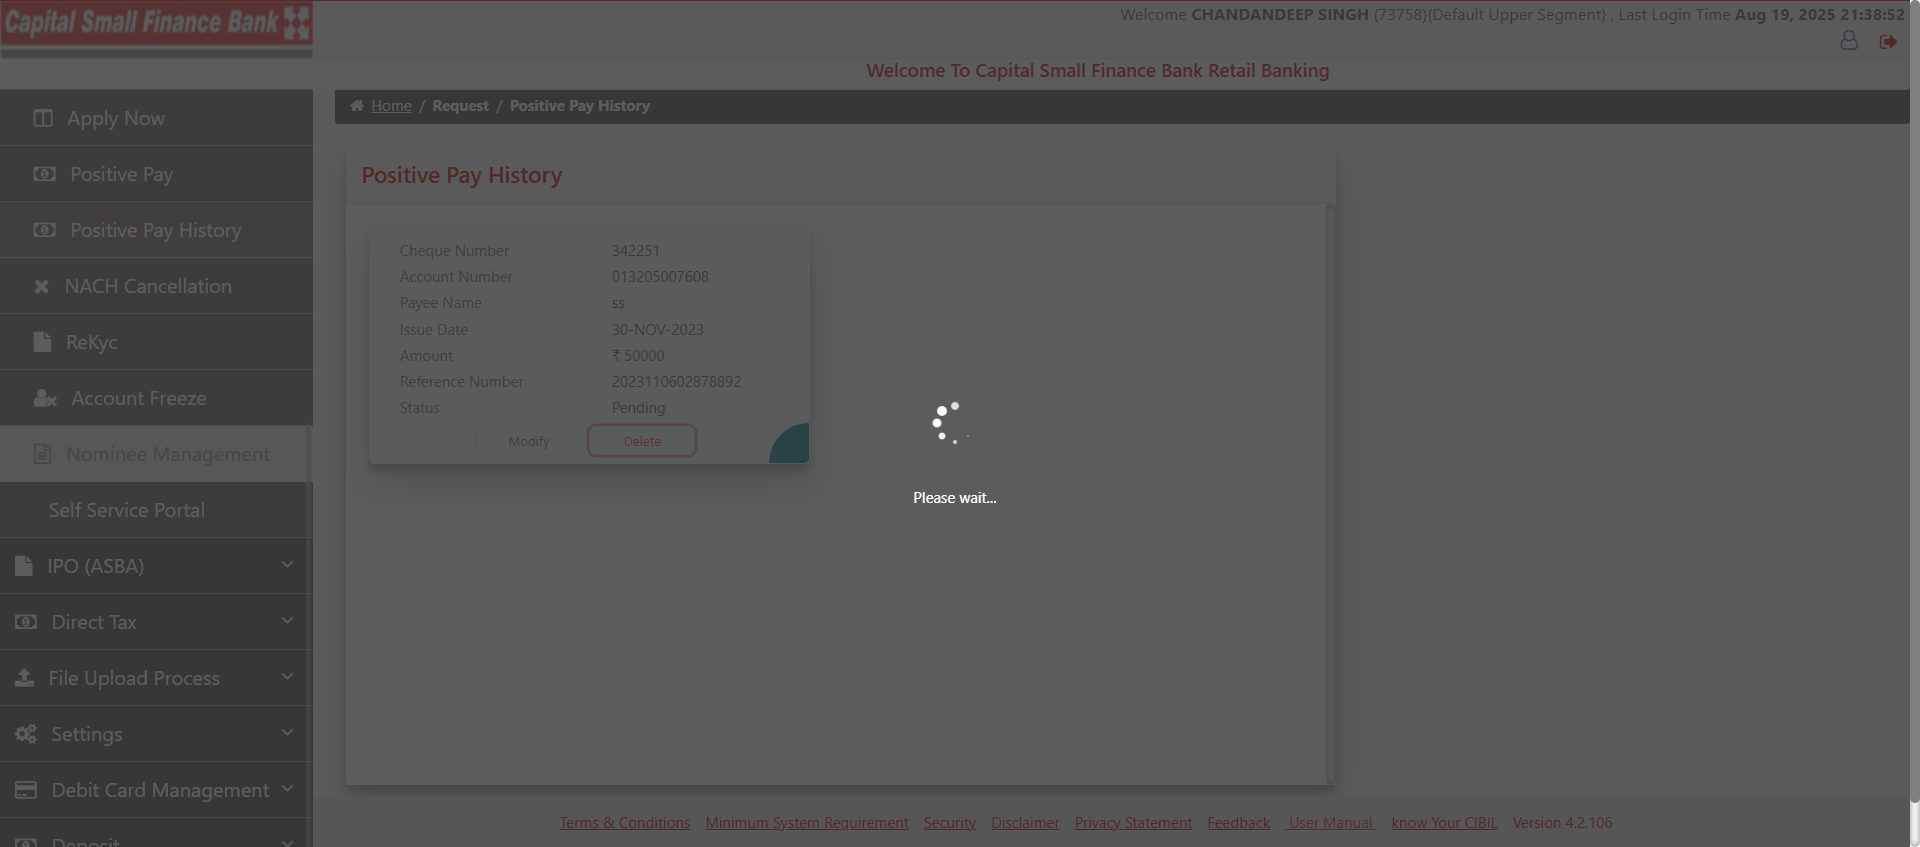 Capital Small Finance Bank
Welcome CHANDANDEEP SINGH (73758){Default Upper Segment} , Last Login Time Aug 19, 2025 21:38:52
Welcome To Capital Small Finance Bank Retail Banking
Home / Request / Positive Pay History
Apply Now
Positive Pay
Positive Pay History
NACH Cancellation
ReKyc
Account Freeze
Nominee Management
Self Service Portal
IPO (ASBA)
Direct Tax
File Upload Process
Settings
Debit Card Management
Deposit
Positive Pay History
Cheque Number 342251
Account Number 013205007608
Payee Name ss
Issue Date 30-NOV-2023
Amount ₹ 50000
Reference Number 2023110602878892
Status Pending
Modify Delete
Please wait...
Terms & Conditions Minimum System Requirement Security Disclaimer Privacy Statement Feedback User Manual know Your CIBIL Version 4.2.106